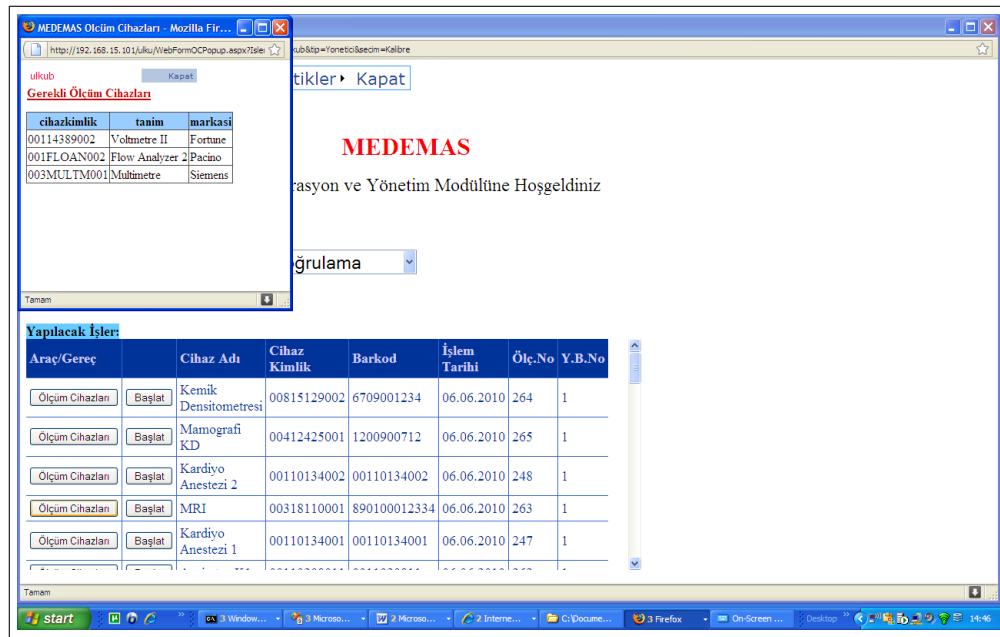 MEDEMAS Olcüm Cihazları - Mozilla Fir...
http://192.168.15.101/ulku/WebFormOCPopup.aspx?Isle
kub&tip=Yonetici&secim=Kalibre
ulkub Kapat
Gerekli Ölçüm Cihazları
cihazkimlik tanim markasi
00114389002 Voltmetre II Fortune
001FLOAN002 Flow Analyzer 2 Pacino
003MULTM001 Multimetre Siemens
Tamam
tikler Kapat
MEDEMAS
rasyon ve Yönetim Modülüne Hoşgeldiniz
ğrulama
Yapılacak İşler:
Araç/Gereç Cihaz Adı Cihaz Kimlik Barkod İşlem Tarihi Ölç.No Y.B.No
Ölçüm Cihazları Başlat Kemik Densitometresi 00815129002 6709001234 06.06.2010 264 1
Ölçüm Cihazları Başlat Mamografi KD 00412425001 1200900712 06.06.2010 265 1
Ölçüm Cihazları Başlat Kardiyo Anestezi 2 00110134002 00110134002 06.06.2010 248 1
Ölçüm Cihazları Başlat MRI 00318110001 890100012334 06.06.2010 263 1
Ölçüm Cihazları Başlat Kardiyo Anestezi 1 00110134001 00110134001 06.06.2010 247 1
Tamam
start 3 Window... 3 Microso... 2 Microso... 2 Interne... C:\Docume... 3 Firefox On-Screen ... Desktop 14:46